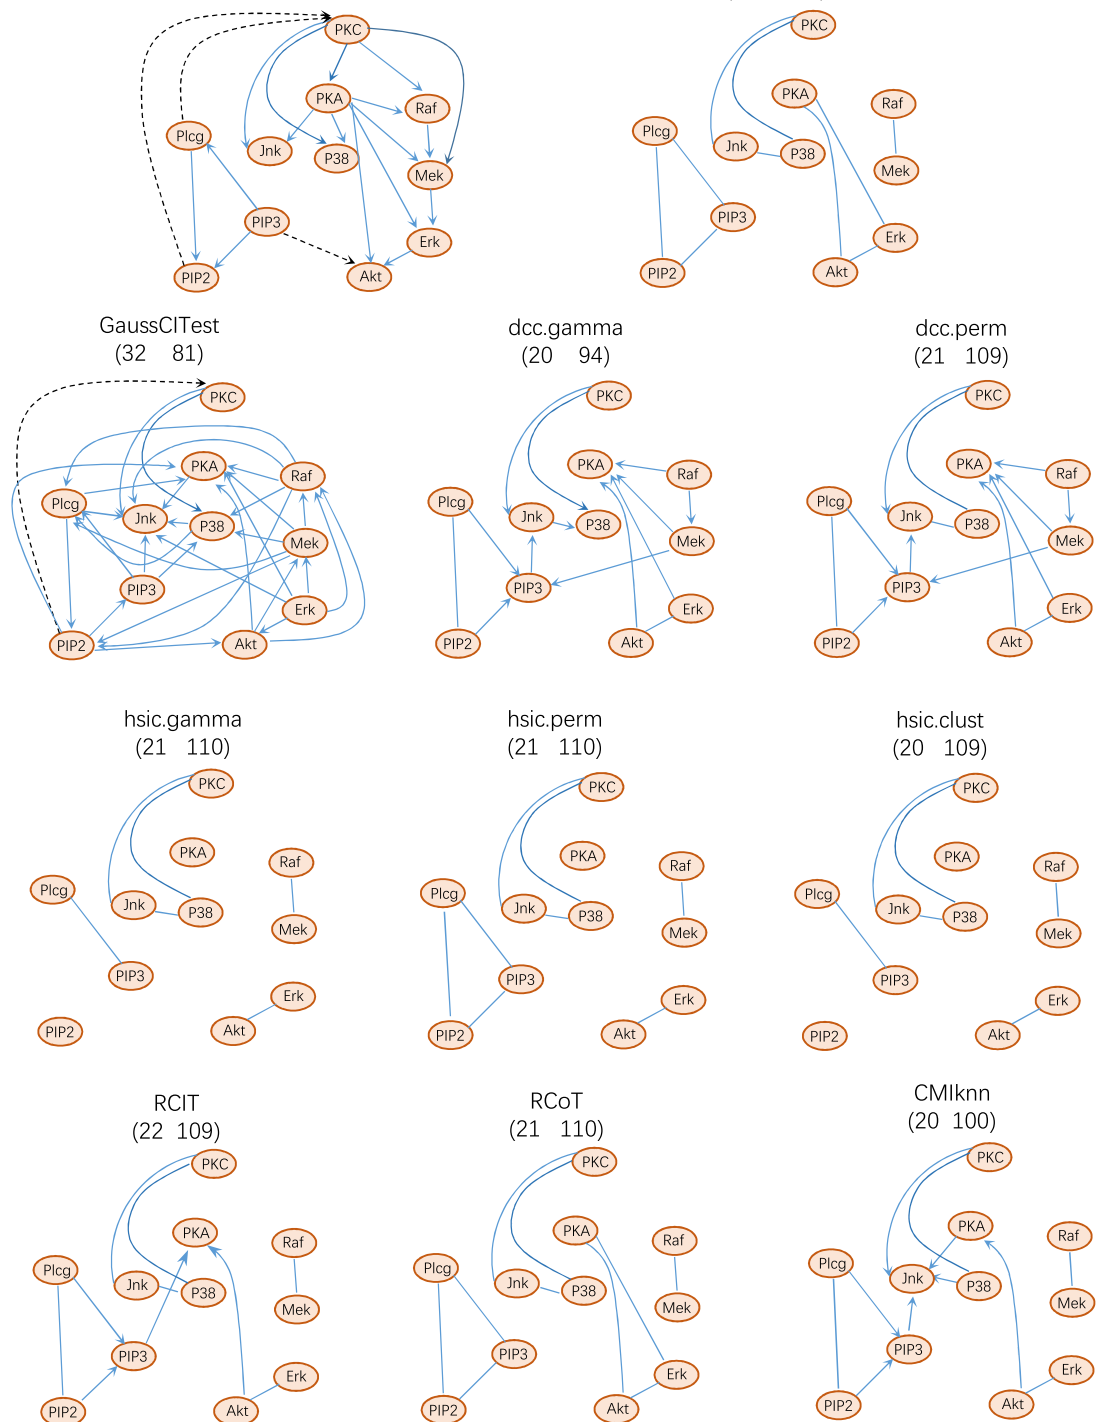 PKC
PKA
Raf
Plcg
Jnk
P38
Mek
PIP3
Erk
PIP2
Akt
PKC
PKA
Raf
Plcg
Jnk
P38
Mek
PIP3
Erk
PIP2
Akt
GaussCITest
(32 81)
PKC
PKA
Raf
Plcg
Jnk
P38
Mek
PIP3
Erk
PIP2
Akt
dcc.gamma
(20 94)
PKC
PKA
Raf
Plcg
Jnk
P38
Mek
PIP3
Erk
PIP2
Akt
dcc.perm
(21 109)
PKC
PKA
Raf
Plcg
Jnk
P38
Mek
PIP3
Erk
PIP2
Akt
hsic.gamma
(21 110)
PKC
PKA
Raf
Plcg
Jnk
P38
Mek
PIP3
Erk
PIP2
Akt
hsic.perm
(21 110)
PKC
PKA
Raf
Plcg
Jnk
P38
Mek
PIP3
Erk
PIP2
Akt
hsic.clust
(20 109)
PKC
PKA
Raf
Plcg
Jnk
P38
Mek
PIP3
Erk
PIP2
Akt
RCIT
(22 109)
PKC
PKA
Raf
Plcg
Jnk
P38
Mek
PIP3
Erk
PIP2
Akt
RCoT
(21 110)
PKC
PKA
Raf
Plcg
Jnk
P38
Mek
PIP3
Erk
PIP2
Akt
CMIknn
(20 100)
PKC
PKA
Raf
Plcg
Jnk
P38
Mek
PIP3
Erk
PIP2
Akt